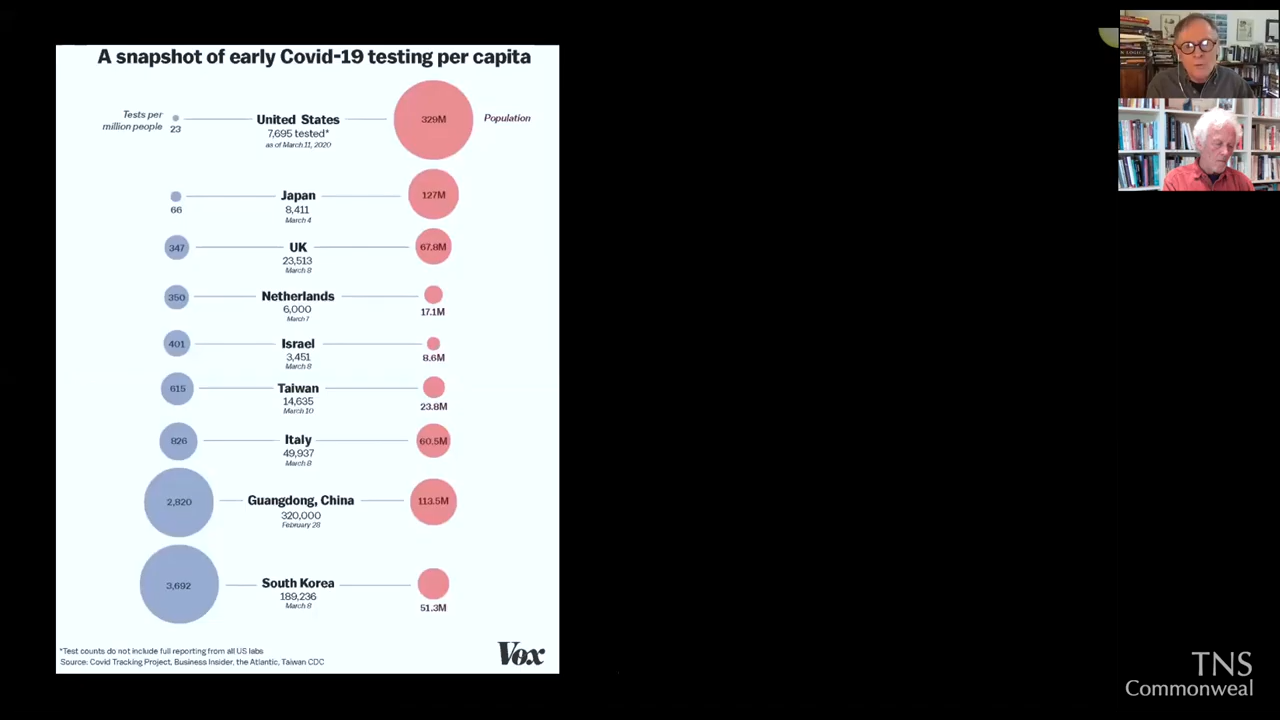 A snapshot of early Covid-19 testing per capita
Tests per
million people
23
United States
7,695 tested*
as of March 11, 2020
329M
Population
66
Japan
8,411
March 4
127M
347
UK
23,513
March 8
67.8M
350
Netherlands
6,000
March 7
17.1M
401
Israel
3,451
March 8
8.6M
615
Taiwan
14,635
March 10
23.8M
826
Italy
49,937
March 8
60.5M
2,820
Guangdong, China
320,000
February 28
113.5M
3,692
South Korea
189,236
March 8
51.3M
*Test counts do not include full reporting from all US labs
Source: Covid Tracking Project, Business Insider, the Atlantic, Taiwan CDC
Vox
TNS
Commonweal